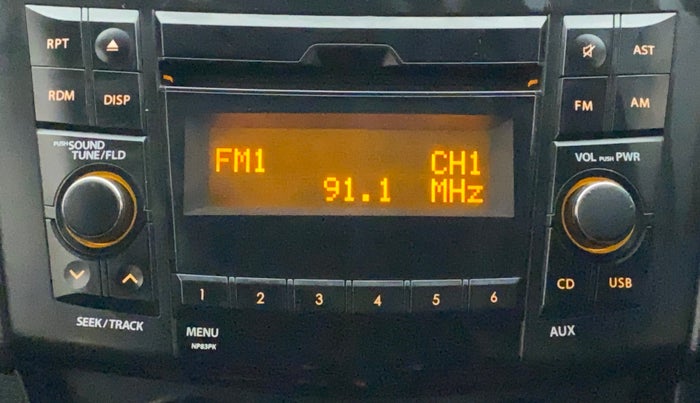 RPT
AST
RDM
DISP
FM
AM
PUSH SOUND
TUNE/FLD
VOL PUSH PWR
FM1
CH1
91.1 MHz
CD
USB
1
2
3
4
5
6
SEEK/TRACK
MENU
NP83PK
AUX